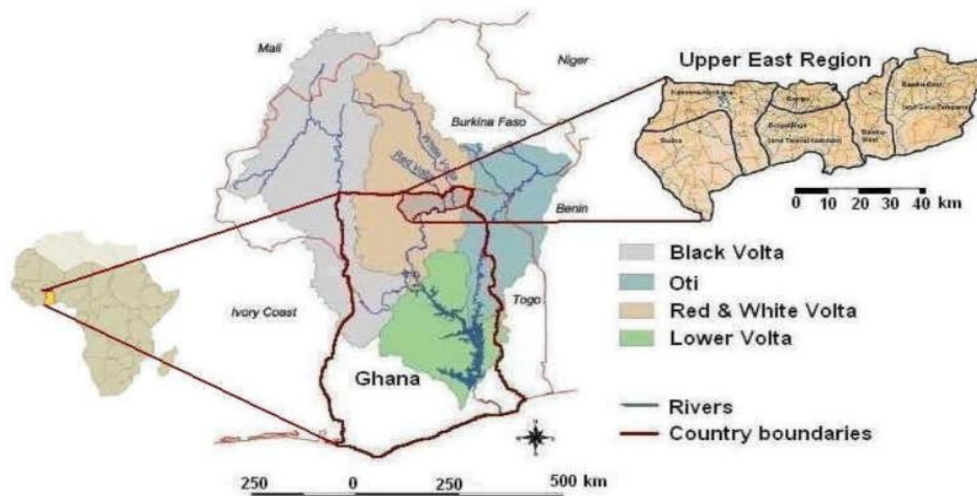 Mali
Niger
Upper East Region
Burkina Faso
White Volta
Red Volta
Benin
0 10 20 30 40 km
Black Volta
Oti
Red & White Volta
Lower Volta
Ivory Coast
Togo
Ghana
Rivers
Country boundaries
250 0 250 500 km